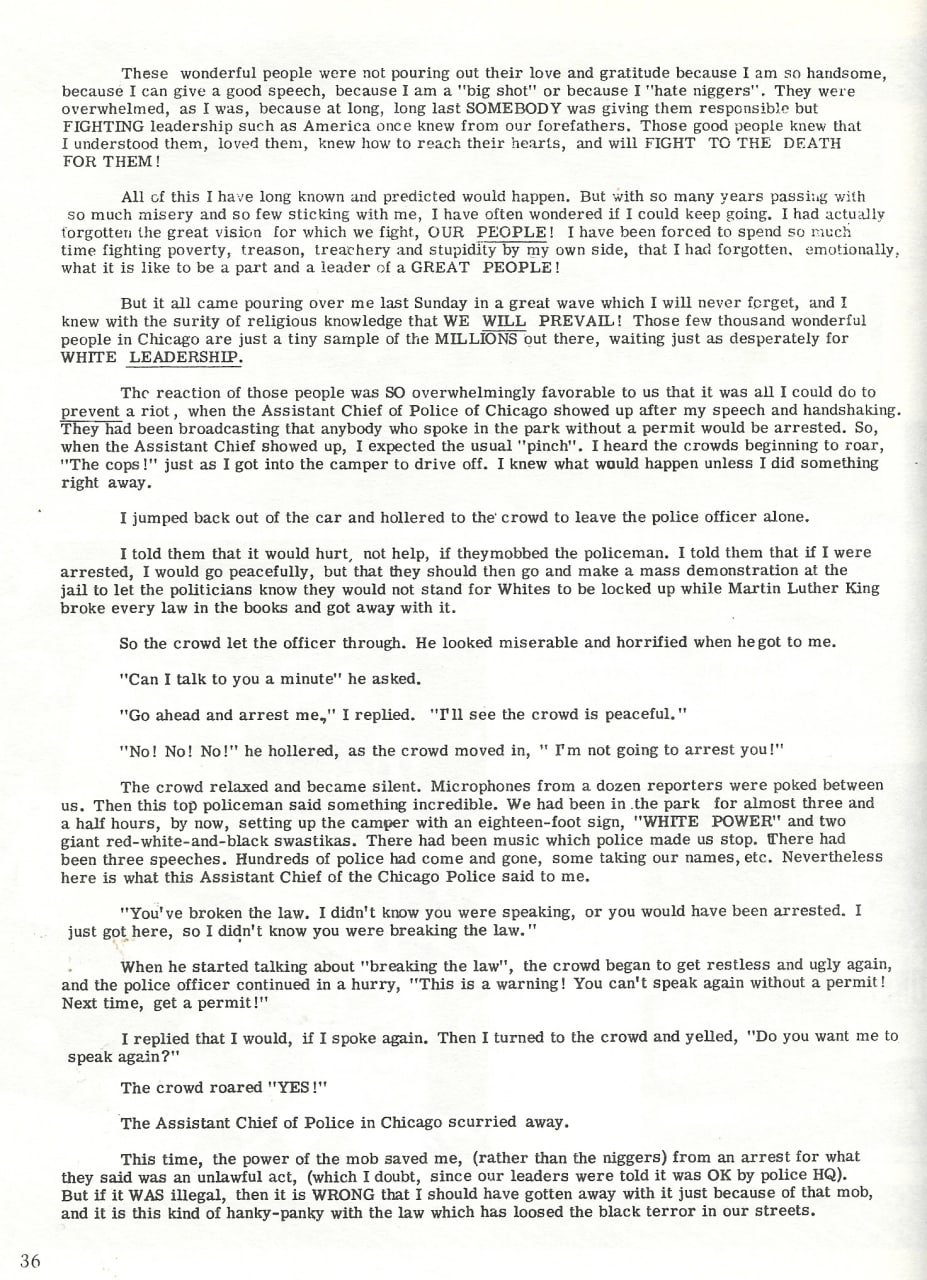 These wonderful people were not pouring out their love and gratitude because I am so handsome,
because I can give a good speech, because I am a "big shot" or because I "hate niggers". They were
overwhelmed, as I was, because at long, long last SOMEBODY was giving them responsible but
FIGHTING leadership such as America once knew from our forefathers. Those good people knew that
I understood them, loved them, knew how to reach their hearts, and will FIGHT TO THE DEATH
FOR THEM!
All of this I have long known and predicted would happen. But with so many years passing with
so much misery and so few sticking with me, I have often wondered if I could keep going. I had actually
forgotten the great vision for which we fight, OUR PEOPLE! I have been forced to spend so much
time fighting poverty, treason, treachery and stupidity by my own side, that I had forgotten, emotionally,
what it is like to be a part and a leader of a GREAT PEOPLE!
But it all came pouring over me last Sunday in a great wave which I will never forget, and I
knew with the surity of religious knowledge that WE WILL PREVAIL! Those few thousand wonderful
people in Chicago are just a tiny sample of the MILLIONS out there, waiting just as desperately for
WHITE LEADERSHIP.
The reaction of those people was SO overwhelmingly favorable to us that it was all I could do to
prevent a riot, when the Assistant Chief of Police of Chicago showed up after my speech and handshaking.
They had been broadcasting that anybody who spoke in the park without a permit would be arrested. So,
when the Assistant Chief showed up, I expected the usual "pinch". I heard the crowds beginning to roar,
"The cops!" just as I got into the camper to drive off. I knew what would happen unless I did something
right away.
I jumped back out of the car and hollered to the crowd to leave the police officer alone.
I told them that it would hurt, not help, if theymobbed the policeman. I told them that if I were
arrested, I would go peacefully, but that they should then go and make a mass demonstration at the
jail to let the politicians know they would not stand for Whites to be locked up while Martin Luther King
broke every law in the books and got away with it.
So the crowd let the officer through. He looked miserable and horrified when he got to me.
"Can I talk to you a minute" he asked.
"Go ahead and arrest me," I replied. "I'll see the crowd is peaceful."
"No! No! No!" he hollered, as the crowd moved in, " I'm not going to arrest you!"
The crowd relaxed and became silent. Microphones from a dozen reporters were poked between
us. Then this top policeman said something incredible. We had been in the park for almost three and
a half hours, by now, setting up the camper with an eighteen-foot sign, "WHITE POWER" and two
giant red-white-and-black swastikas. There had been music which police made us stop. There had
been three speeches. Hundreds of police had come and gone, some taking our names, etc. Nevertheless
here is what this Assistant Chief of the Chicago Police said to me.
"You've broken the law. I didn't know you were speaking, or you would have been arrested. I
just got here, so I didn't know you were breaking the law."
When he started talking about "breaking the law", the crowd began to get restless and ugly again,
and the police officer continued in a hurry, "This is a warning! You can't speak again without a permit!
Next time, get a permit!"
I replied that I would, if I spoke again. Then I turned to the crowd and yelled, "Do you want me to
speak again?"
The crowd roared "YES!"
The Assistant Chief of Police in Chicago scurried away.
This time, the power of the mob saved me, (rather than the niggers) from an arrest for what
they said was an unlawful act, (which I doubt, since our leaders were told it was OK by police HQ).
But if it WAS illegal, then it is WRONG that I should have gotten away with it just because of that mob,
and it is this kind of hanky-panky with the law which has loosed the black terror in our streets.
36